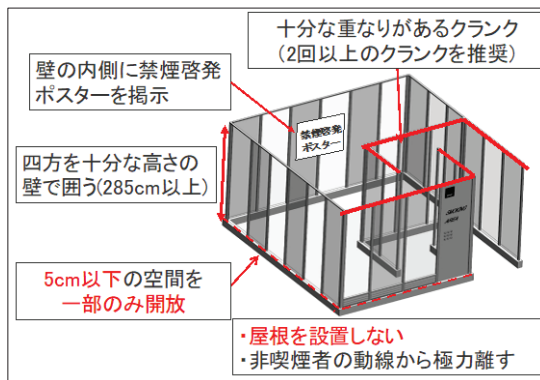 十分な重なりがあるクランク
(2回以上のクランクを推奨)
壁の内側に禁煙啓発
ポスターを掲示
禁煙啓発
ポスター
四方を十分な高さの
壁で囲う(285cm以上)
SMOKING
AREA
5cm以下の空間を
一部のみ開放
・屋根を設置しない
・非喫煙者の動線から極力離す